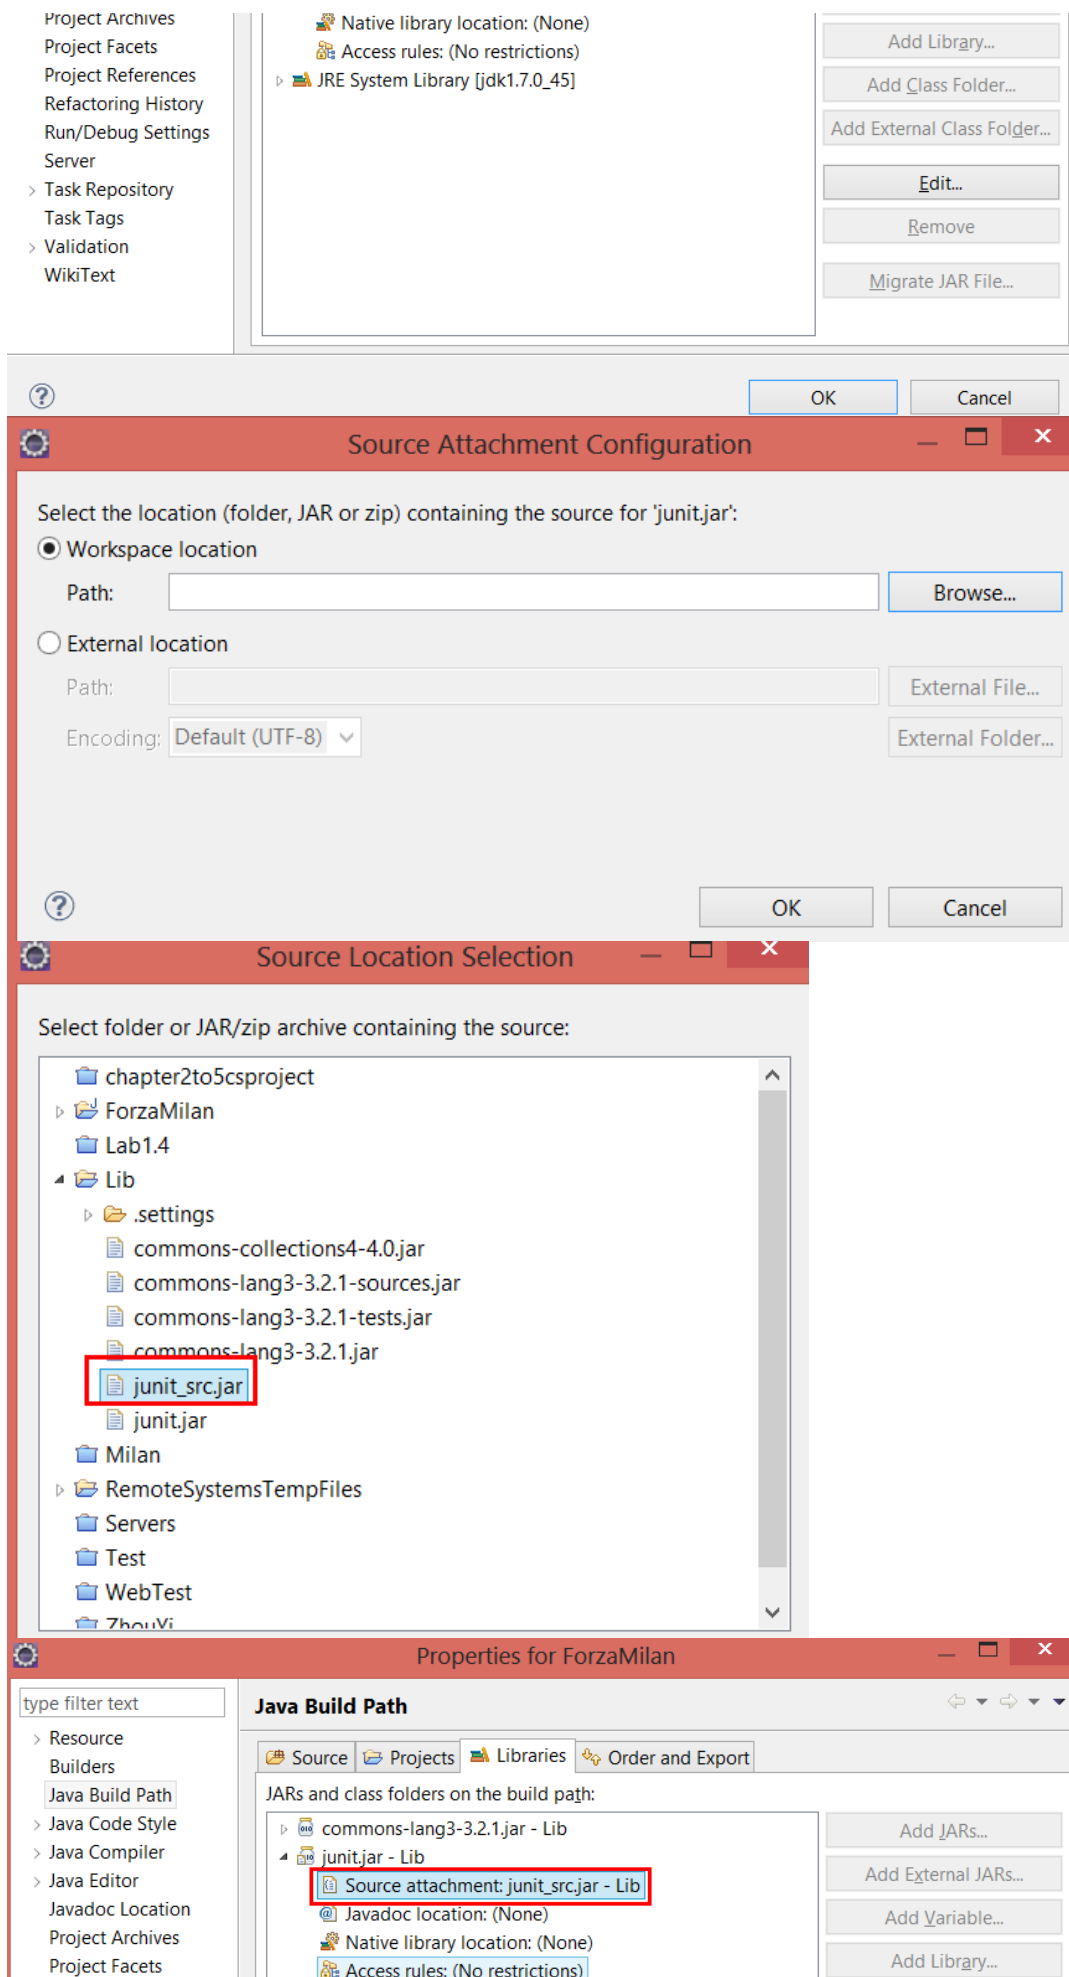 Project Archives
Project Facets
Project References
Refactoring History
Run/Debug Settings
Server
Task Repository
Task Tags
Validation
WikiText
Native library location: (None)
Access rules: (No restrictions)
JRE System Library [jdk1.7.0_45]
Add Library...
Add Class Folder...
Add External Class Folder...
Edit...
Remove
Migrate JAR File...
OK Cancel
Source Attachment Configuration
Select the location (folder, JAR or zip) containing the source for 'junit.jar':
Workspace location
Path: Browse...
External location
Path: External File...
Encoding: Default (UTF-8) External Folder...
OK Cancel
Source Location Selection
Select folder or JAR/zip archive containing the source:
chapter2to5csproject
ForzaMilan
Lab1.4
Lib
.settings
commons-collections4-4.0.jar
commons-lang3-3.2.1-sources.jar
commons-lang3-3.2.1-tests.jar
commons-lang3-3.2.1.jar
junit_src.jar
junit.jar
Milan
RemoteSystemsTempFiles
Servers
Test
WebTest
ZhouYi
Properties for ForzaMilan
type filter text
Resource
Builders
Java Build Path
Java Code Style
Java Compiler
Java Editor
Javadoc Location
Project Archives
Project Facets
Java Build Path
Source Projects Libraries Order and Export
JARs and class folders on the build path:
commons-lang3-3.2.1.jar - Lib
junit.jar - Lib
Source attachment: junit_src.jar - Lib
Javadoc location: (None)
Native library location: (None)
Access rules: (No restrictions)
Add JARs...
Add External JARs...
Add Variable...
Add Library...